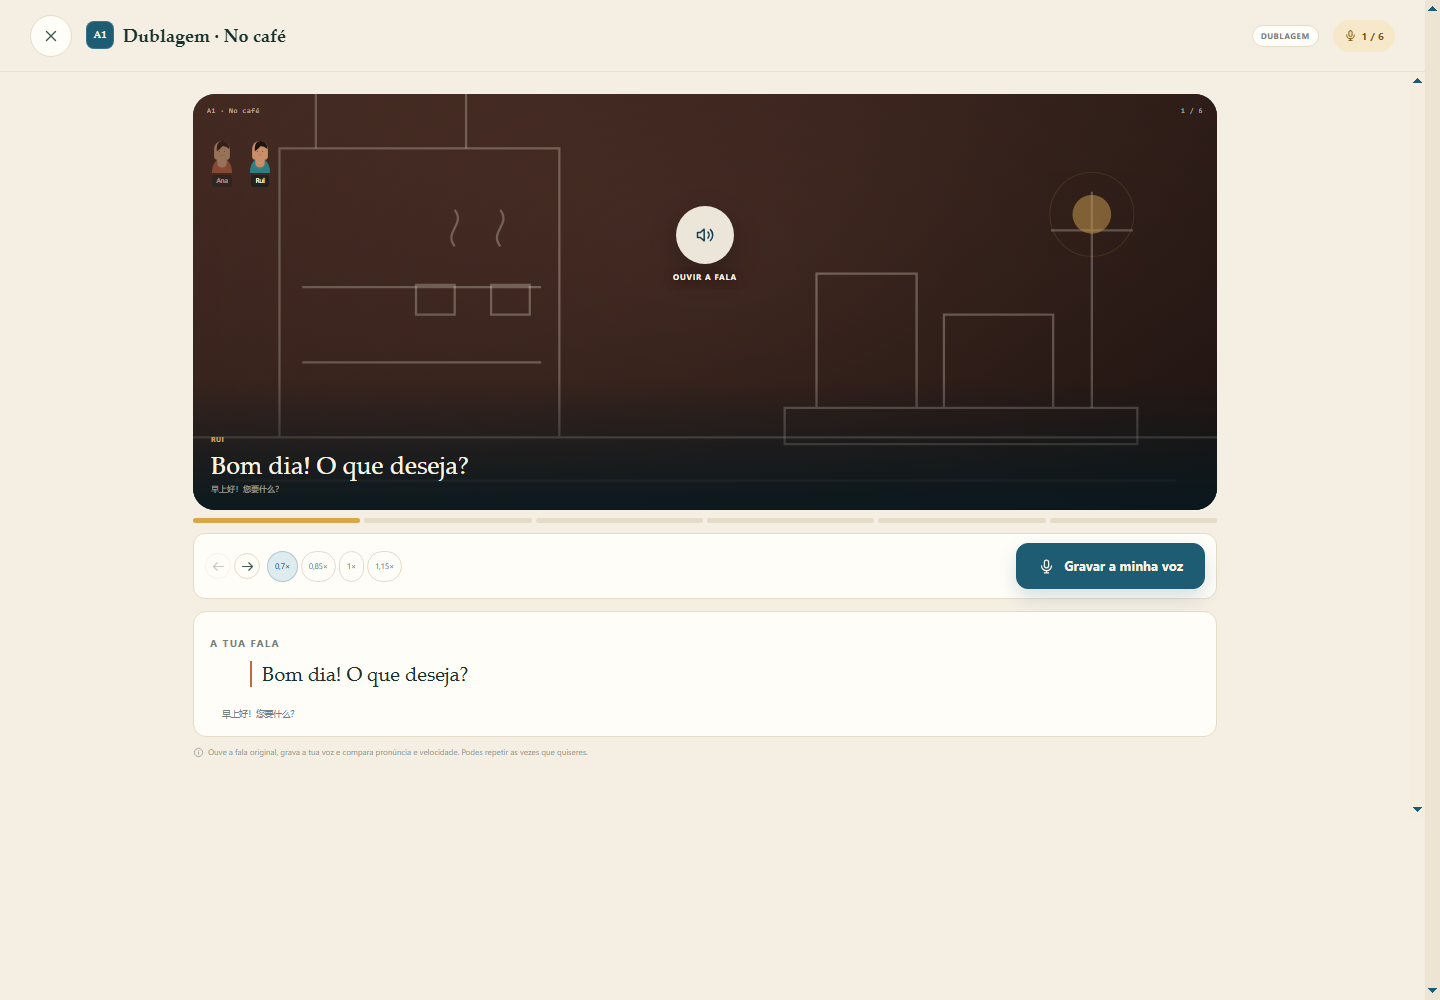 A1
Dublagem · No café
DUBLAGEM
1 / 6
A1 · No café
1 / 6
Ana
Rui
OUVIR A FALA
RUI
Bom dia! O que deseja?
早上好！您要什么？
0,7×
0,85×
1×
1,15×
Gravar a minha voz
A TUA FALA
Bom dia! O que deseja?
早上好！您要什么？
Ouve a fala original, grava a tua voz e compara pronúncia e velocidade. Podes repetir as vezes que quiseres.